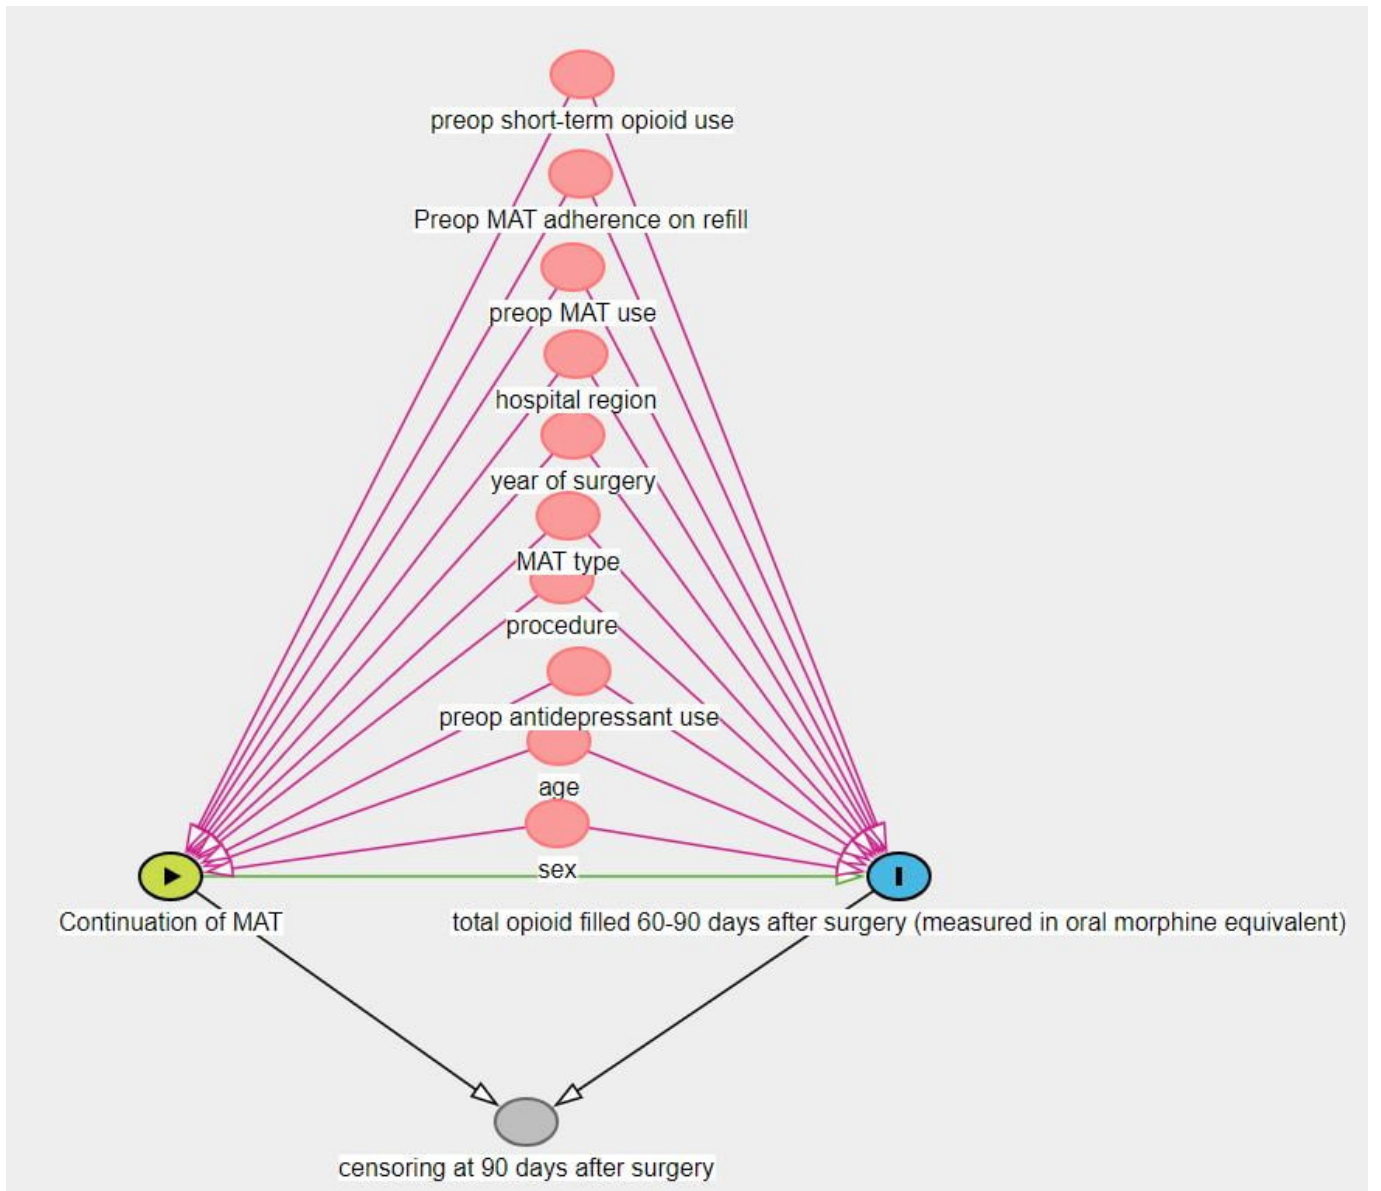 preop short-term opioid use
Preop MAT adherence on refill
preop MAT use
hospital region
year of surgery
MAT type
procedure
preop antidepressant use
age
sex
Continuation of MAT
total opioid filled 60-90 days after surgery (measured in oral morphine equivalent)
censoring at 90 days after surgery